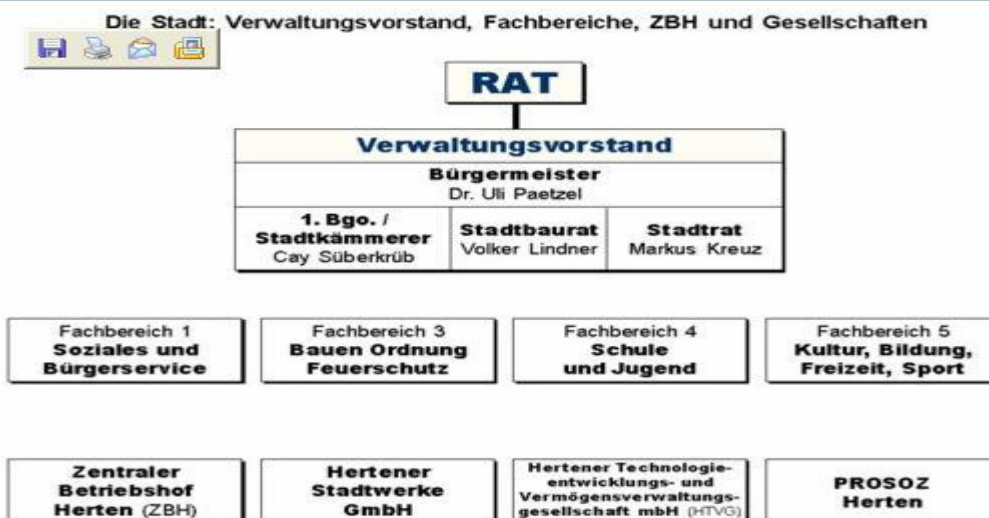 Die Stadt: Verwaltungsvorstand, Fachbereiche, ZBH und Gesellschaften
RAT
Verwaltungsvorstand
Bürgermeister
Dr. Uli Paetzel
1. Bgo. /
Stadtkämmerer
Cay Süberkrüb
Stadtbaurat
Volker Lindner
Stadtrat
Markus Kreuz
Fachbereich 1
Soziales und
Bürgerservice
Fachbereich 3
Bauen Ordnung
Feuerschutz
Fachbereich 4
Schule
und Jugend
Fachbereich 5
Kultur, Bildung,
Freizeit, Sport
Zentraler
Betriebshof
Herten (ZBH)
Hertener
Stadtwerke
GmbH
Hertener Technologie-
entwicklungs- und
Vermögensverwaltungs-
gesellschaft mbH (HTVG)
PROSOZ
Herten